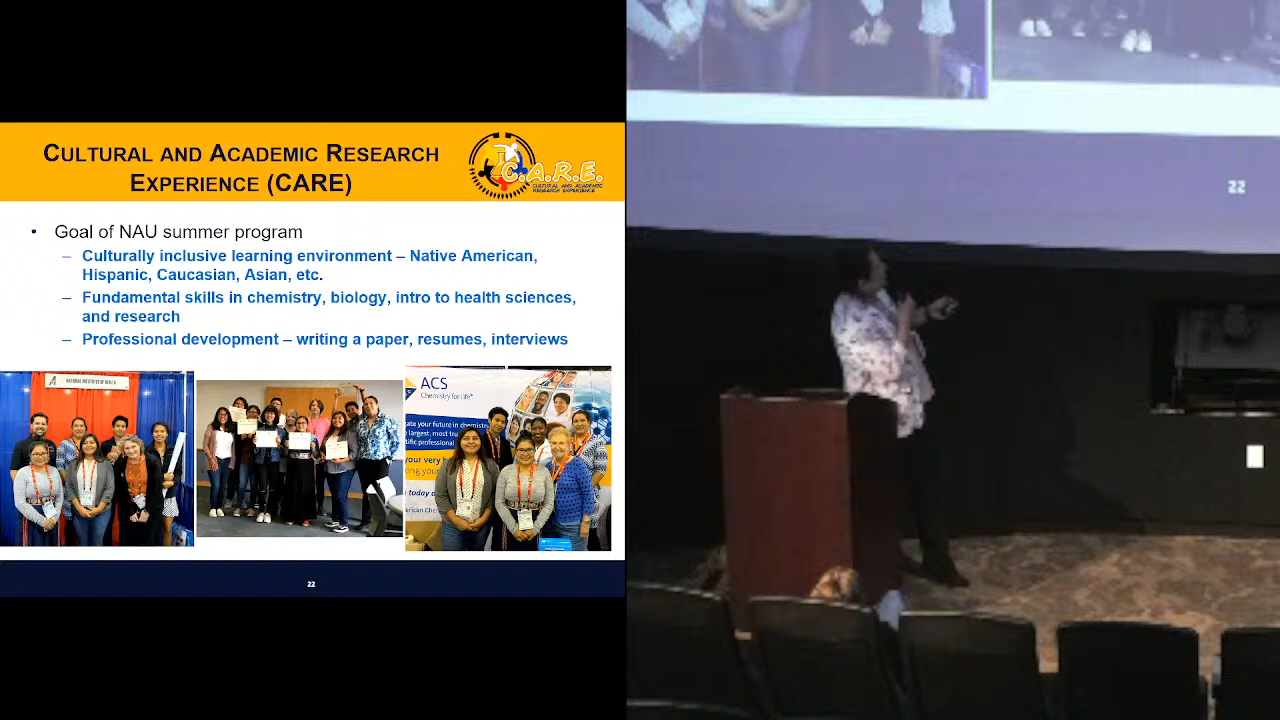 CULTURAL AND ACADEMIC RESEARCH
EXPERIENCE (CARE)
C.A.R.E.
CULTURAL AND ACADEMIC
RESEARCH EXPERIENCE
• Goal of NAU summer program
– Culturally inclusive learning environment – Native American,
Hispanic, Caucasian, Asian, etc.
– Fundamental skills in chemistry, biology, intro to health sciences,
and research
– Professional development – writing a paper, resumes, interviews
NATIONAL INSTITUTES OF HEALTH
ACS
Chemistry for Life®
your future in chemistry
largest, most
professional
your very
today
22
22